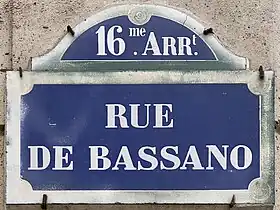 16me. ARRt.
RUE
DE BASSANO